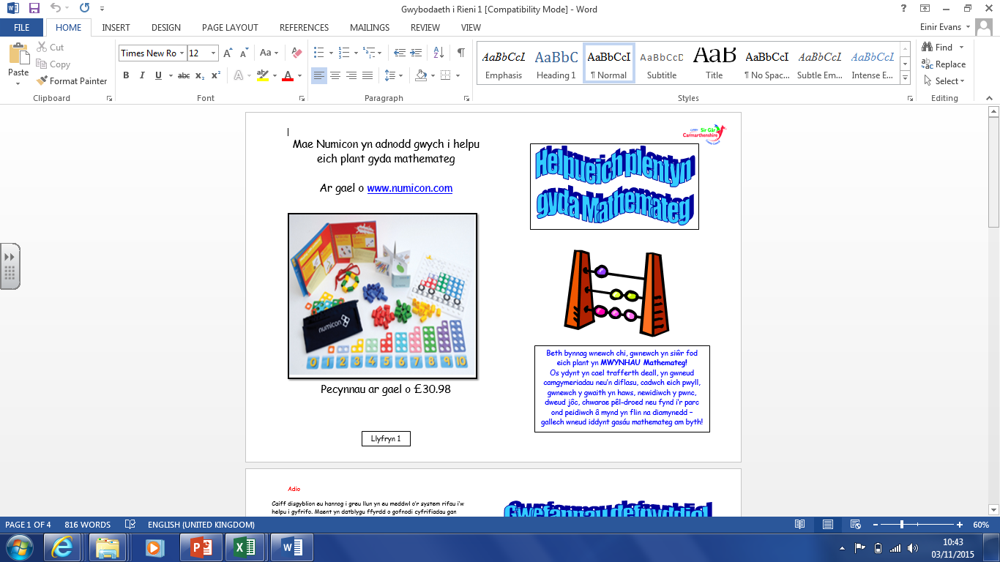 Gwybodaeth i Rieni 1 [Compatibility Mode] - Word
FILE HOME INSERT DESIGN PAGE LAYOUT REFERENCES MAILINGS REVIEW VIEW
Einir Evans
Paste
Cut
Copy
Format Painter
Clipboard
Times New Ro 12
Font
Paragraph
AaBbCcI AaBbC AaBbCcI AaBbCcD AaB AaBbCcI AaBbCcI AaBbCcI
Emphasis Heading 1 ¶ Normal Subtitle Title ¶ No Spac... Subtle Em... Intense E...
Styles
Find
Replace
Select
Editing
Mae Numicon yn adnodd gwych i helpu
eich plant gyda mathemateg
Ar gael o www.numicon.com
numicon
0 1 2 3 4 5 6 7 8 9 10
Pecynnau ar gael o £30.98
Llyfryn 1
Sir Gâr
Carmarthenshire
Helpu eich plentyn
gyda Mathemateg
Beth bynnag wnewch chi, gwnewch yn siŵr fod
eich plant yn MWYNHAU Mathemateg!
Os ydynt yn cael trafferth deall, yn gwneud
camgymeriadau neu'n diflasu, cadwch eich pwyll,
gwnewch y gwaith yn haws, newidiwch y pwnc,
dweud jôc, chwarae pêl-droed neu fynd i'r parc
ond peidiwch â mynd yn flin na diamynedd –
gallech wneud iddynt gasáu mathemateg am byth!
Adio
Caiff disgyblion eu hannog i greu llun yn eu meddwl o'r system rifau i'w
helpu i gyfrifo. Maent yn datblygu ffyrdd o gofnodi cyfrifiadau gan
Gwefannau defnyddiol
PAGE 1 OF 4 816 WORDS ENGLISH (UNITED KINGDOM)
60%
10:43
03/11/2015